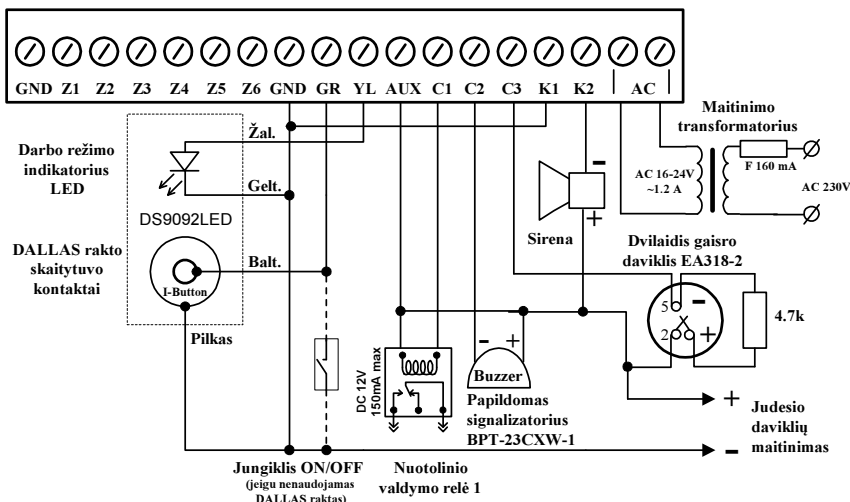 GND Z1 Z2 Z3 Z4 Z5 Z6 GND GR YL AUX C1 C2 C3 K1 K2 | AC |
Darbo režimo
indikatorius
LED
Žal.
Gelt.
DS9092LED
DALLAS rakto
skaitytuvo
kontaktai
I-Button
Balt.
Pilkas
Jungiklis ON/OFF
(jeigu nenaudojamas
DALLAS raktas)
DC 12V
150mA max
Nuotolinio
valdymo relė 1
- +
Buzzer
Papildomas
signalizatorius
BPT-23CXW-1
-
+
Sirena
Maitinimo
transformatorius
AC 16-24V
~1.2 A
F 160 mA
AC 230V
Dvilaidis gaisro
daviklis EA318-2
5 -
2 +
4.7k
+
-
Judesio
daviklių
maitinimas